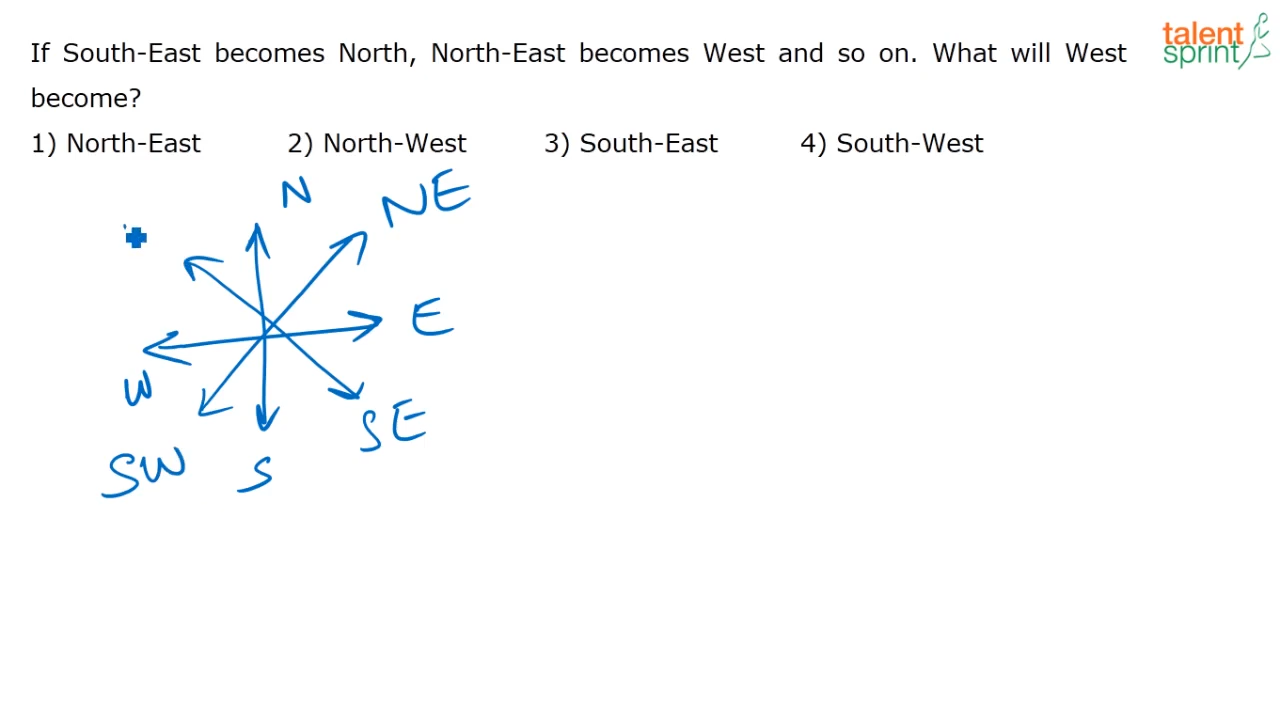 If South-East becomes North, North-East becomes West and so on. What will West
become?
1) North-East 2) North-West 3) South-East 4) South-West
talent
sprint
N
NE
E
W
SE
SW
S